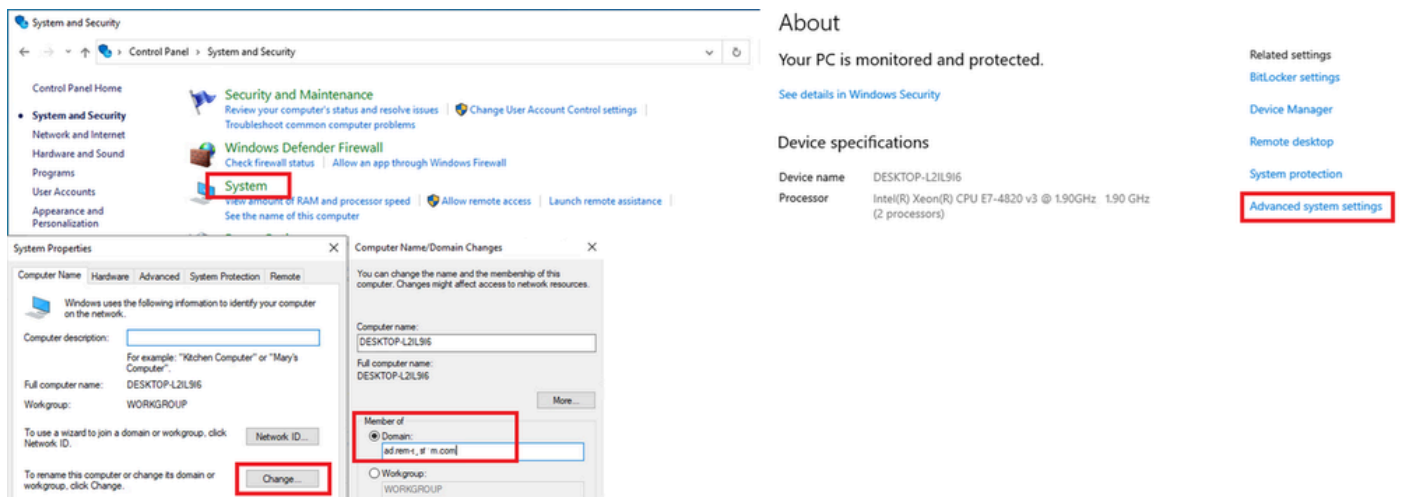 System and Security
Control Panel > System and Security
Control Panel Home
System and Security
Network and Internet
Hardware and Sound
Programs
User Accounts
Appearance and
Personalization
Security and Maintenance
Review your computer's status and resolve issues
Change User Account Control settings
Troubleshoot common computer problems
Windows Defender Firewall
Check firewall status
Allow an app through Windows Firewall
System
View amount of RAM and processor speed
Allow remote access
Launch remote assistance
See the name of this computer
About
Your PC is monitored and protected.
See details in Windows Security
Device specifications
Device name DESKTOP-L2IL9I6
Processor Intel(R) Xeon(R) CPU E7-4820 v3 @ 1.90GHz 1.90 GHz
(2 processors)
Related settings
BitLocker settings
Device Manager
Remote desktop
System protection
Advanced system settings
System Properties
Computer Name Hardware Advanced System Protection Remote
Windows uses the following information to identify your computer
on the network.
Computer description:
For example: "Kitchen Computer" or "Mary's
Computer".
Full computer name: DESKTOP-L2IL9I6
Workgroup: WORKGROUP
To use a wizard to join a domain or workgroup, click
Network ID.
Network ID...
To rename this computer or change its domain or
workgroup, click Change.
Change...
Computer Name/Domain Changes
You can change the name and the membership of this
computer. Changes might affect access to network resources.
Computer name:
DESKTOP-L2IL9I6
Full computer name:
DESKTOP-L2IL9I6
More...
Member of
Domain:
Workgroup:
WORKGROUP